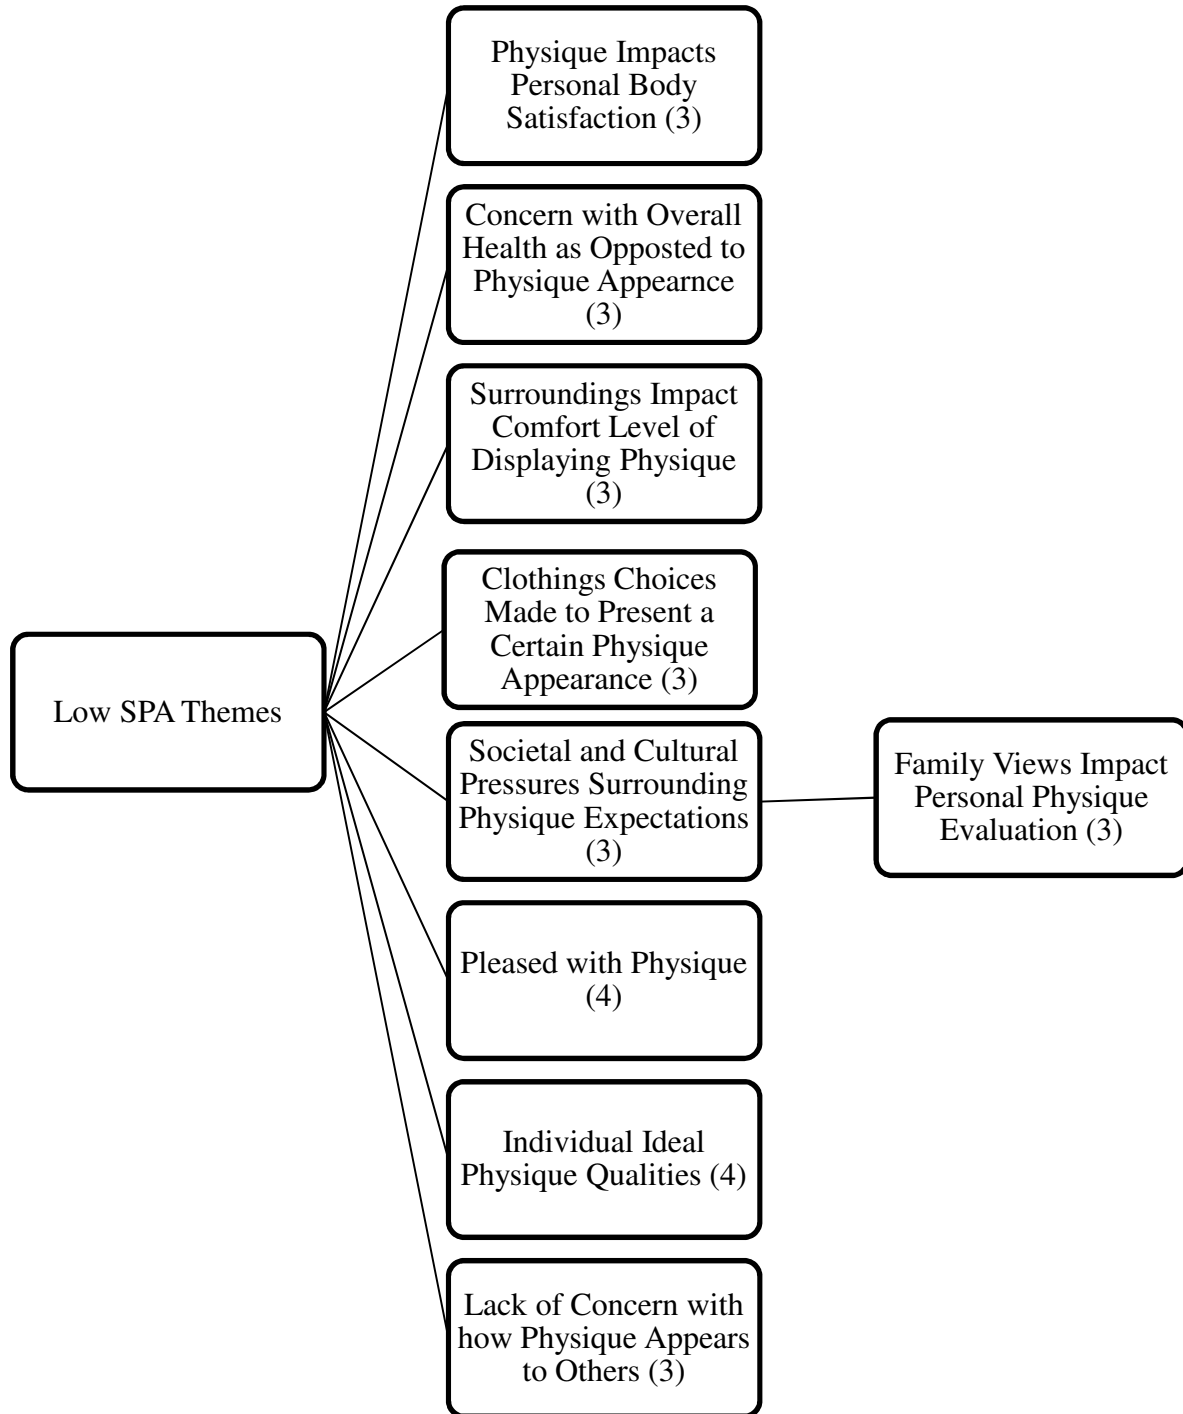 Physique Impacts
Personal Body
Satisfaction (3)
Concern with Overall
Health as Opposted to
Physique Appearnce
(3)
Surroundings Impact
Comfort Level of
Displaying Physique
(3)
Clothings Choices
Made to Present a
Certain Physique
Appearance (3)
Low SPA Themes
Societal and Cultural
Pressures Surrounding
Physique Expectations
(3)
Family Views Impact
Personal Physique
Evaluation (3)
Pleased with Physique
(4)
Individual Ideal
Physique Qualities (4)
Lack of Concern with
how Physique Appears
to Others (3)